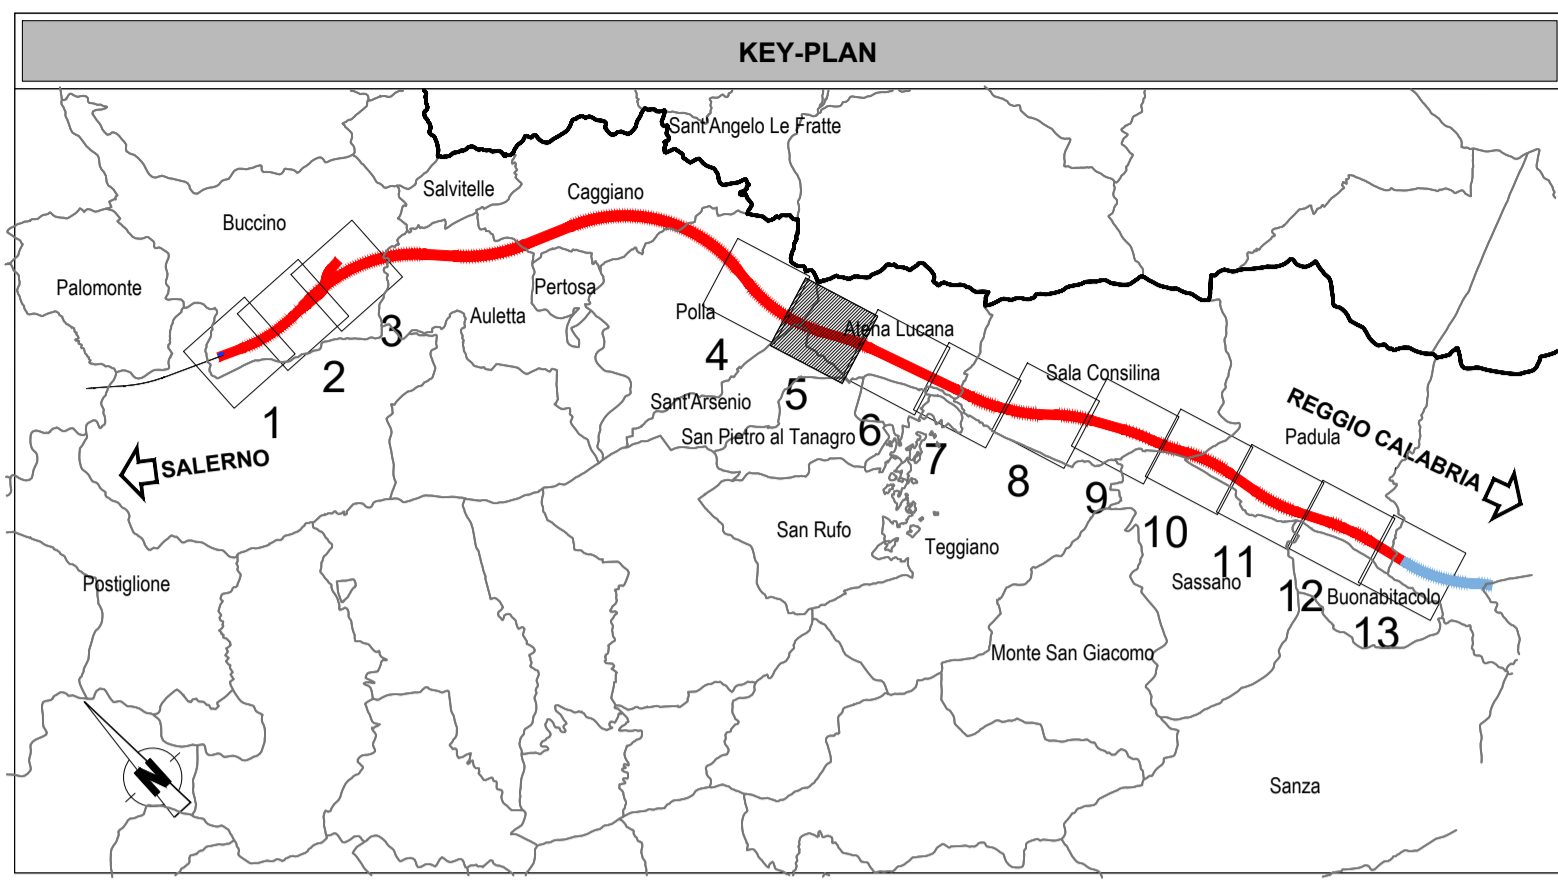 KEY-PLAN
Sant'Angelo Le Fratte
Salvitelle
Caggiano
Buccino
Palomonte
Pertosa
Auletta
Polla
Atena Lucana
3
4
2
5
Sala Consilina
Sant'Arsenio
1
San Pietro al Tanagro
6
7
REGGIO CALABRIA
Padula
SALERNO
8
9
San Rufo
Teggiano
10
11
Postiglione
Sassano
12
Buonabitacolo
13
Monte San Giacomo
N
Sanza